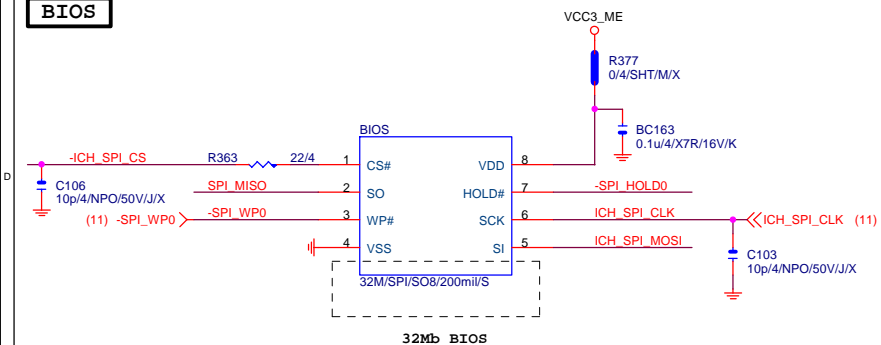 BIOS
VCC3_ME
R377
0/4/SHT/M/X
BC163
0.1u/4/X7R/16V/K
BIOS
-ICH_SPI_CS
R363
22/4
1
CS#
VDD
8
D
C106
10p/4/NPO/50V/J/X
SPI_MISO
2
SO
HOLD#
7
-SPI_HOLD0
(11)
-SPI_WP0
-SPI_WP0
3
WP#
SCK
6
ICH_SPI_CLK
ICH_SPI_CLK
(11)
4
VSS
SI
5
ICH_SPI_MOSI
C103
10p/4/NPO/50V/J/X
32M/SPI/SO8/200mil/S
32Mb BIOS